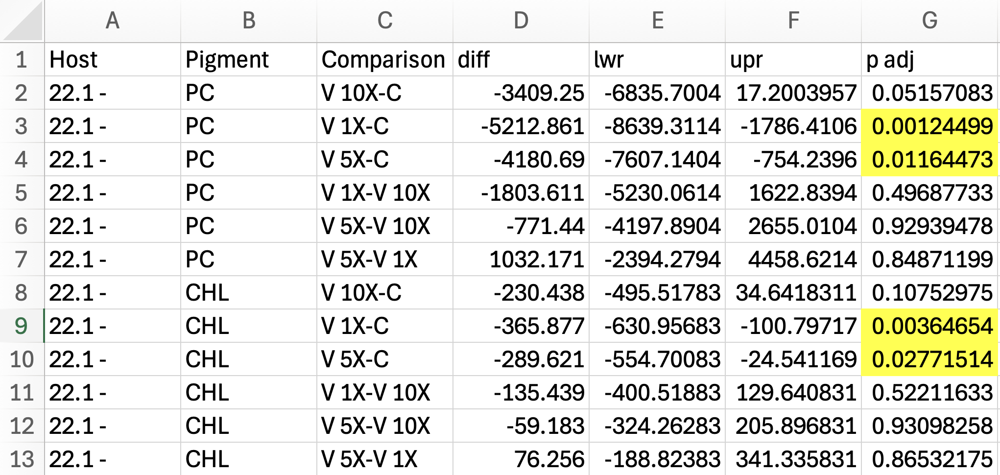 A B C D E F G
1 Host Pigment Comparison diff lwr upr p adj
2 22.1 - PC V 10X-C -3409.25 -6835.7004 17.2003957 0.05157083
3 22.1 - PC V 1X-C -5212.861 -8639.3114 -1786.4106 0.00124499
4 22.1 - PC V 5X-C -4180.69 -7607.1404 -754.2396 0.01164473
5 22.1 - PC V 1X-V 10X -1803.611 -5230.0614 1622.8394 0.49687733
6 22.1 - PC V 5X-V 10X -771.44 -4197.8904 2655.0104 0.92939478
7 22.1 - PC V 5X-V 1X 1032.171 -2394.2794 4458.6214 0.84871199
8 22.1 - CHL V 10X-C -230.438 -495.51783 34.6418311 0.10752975
9 22.1 - CHL V 1X-C -365.877 -630.95683 -100.79717 0.00364654
10 22.1 - CHL V 5X-C -289.621 -554.70083 -24.541169 0.02771514
11 22.1 - CHL V 1X-V 10X -135.439 -400.51883 129.640831 0.52211633
12 22.1 - CHL V 5X-V 10X -59.183 -324.26283 205.896831 0.93098258
13 22.1 - CHL V 5X-V 1X 76.256 -188.82383 341.335831 0.86532175